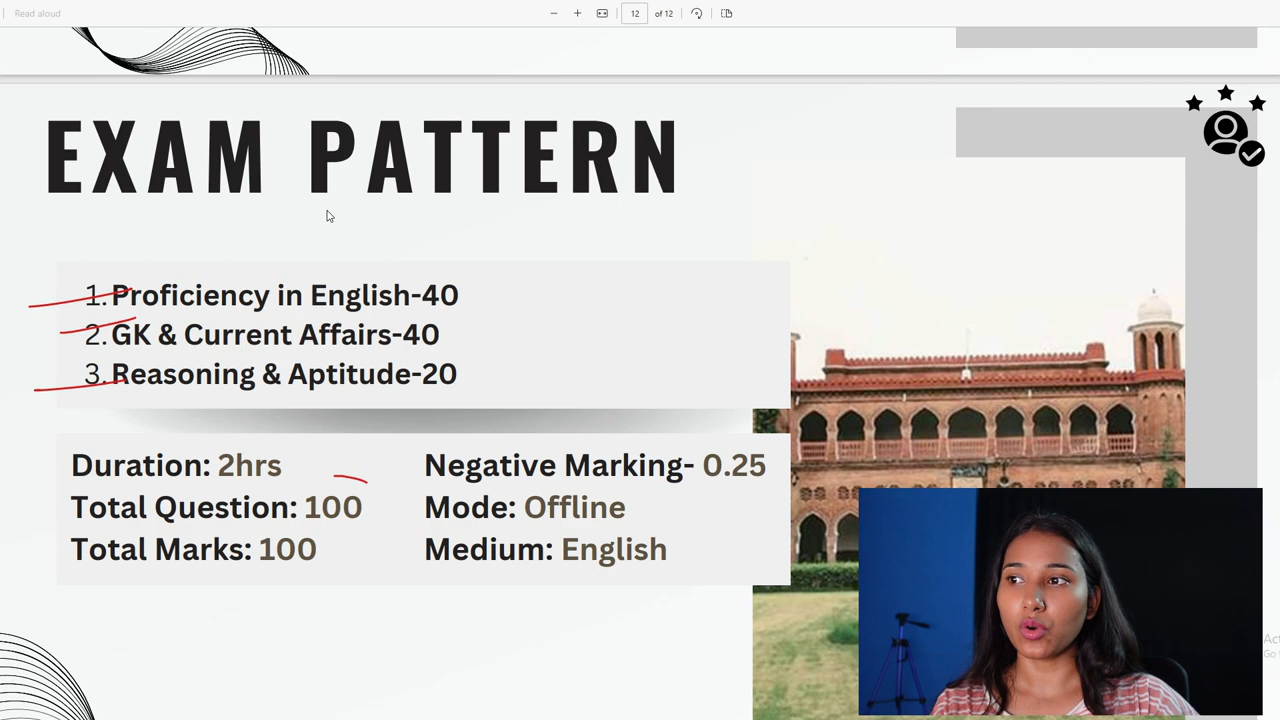 Read aloud
12 of 12
EXAM PATTERN
1. Proficiency in English-40
2. GK & Current Affairs-40
3. Reasoning & Aptitude-20
Duration: 2hrs
Total Question: 100
Total Marks: 100
Negative Marking- 0.25
Mode: Offline
Medium: English